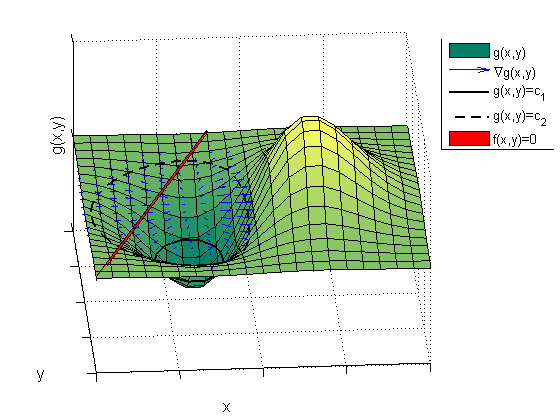 g(x,y)
∇g(x,y)
g(x,y)=c₁
g(x,y)=c₂
f(x,y)=0
g(x,y)
y
x